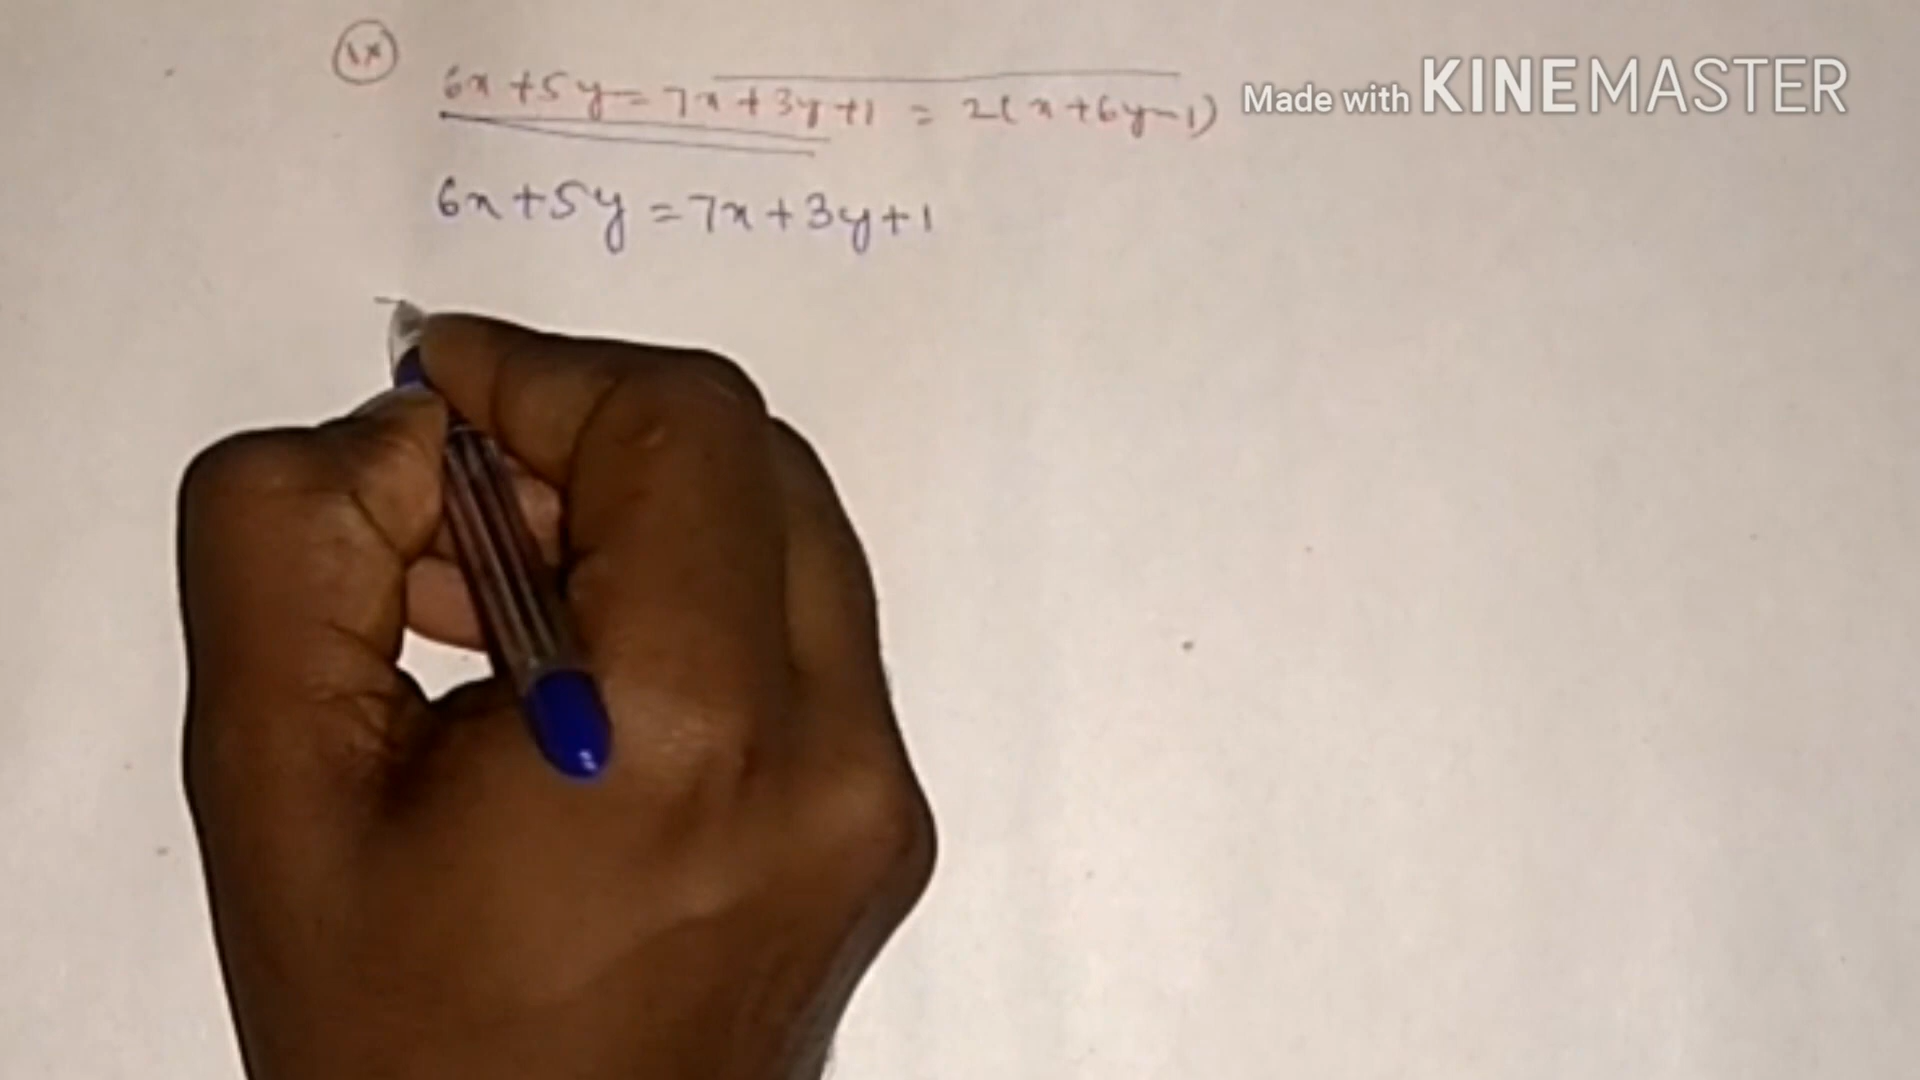 ix
6x+5y=7x+3y+1 = 2(x+6y-1)
Made with KINEMASTER
6x+5y=7x+3y+1